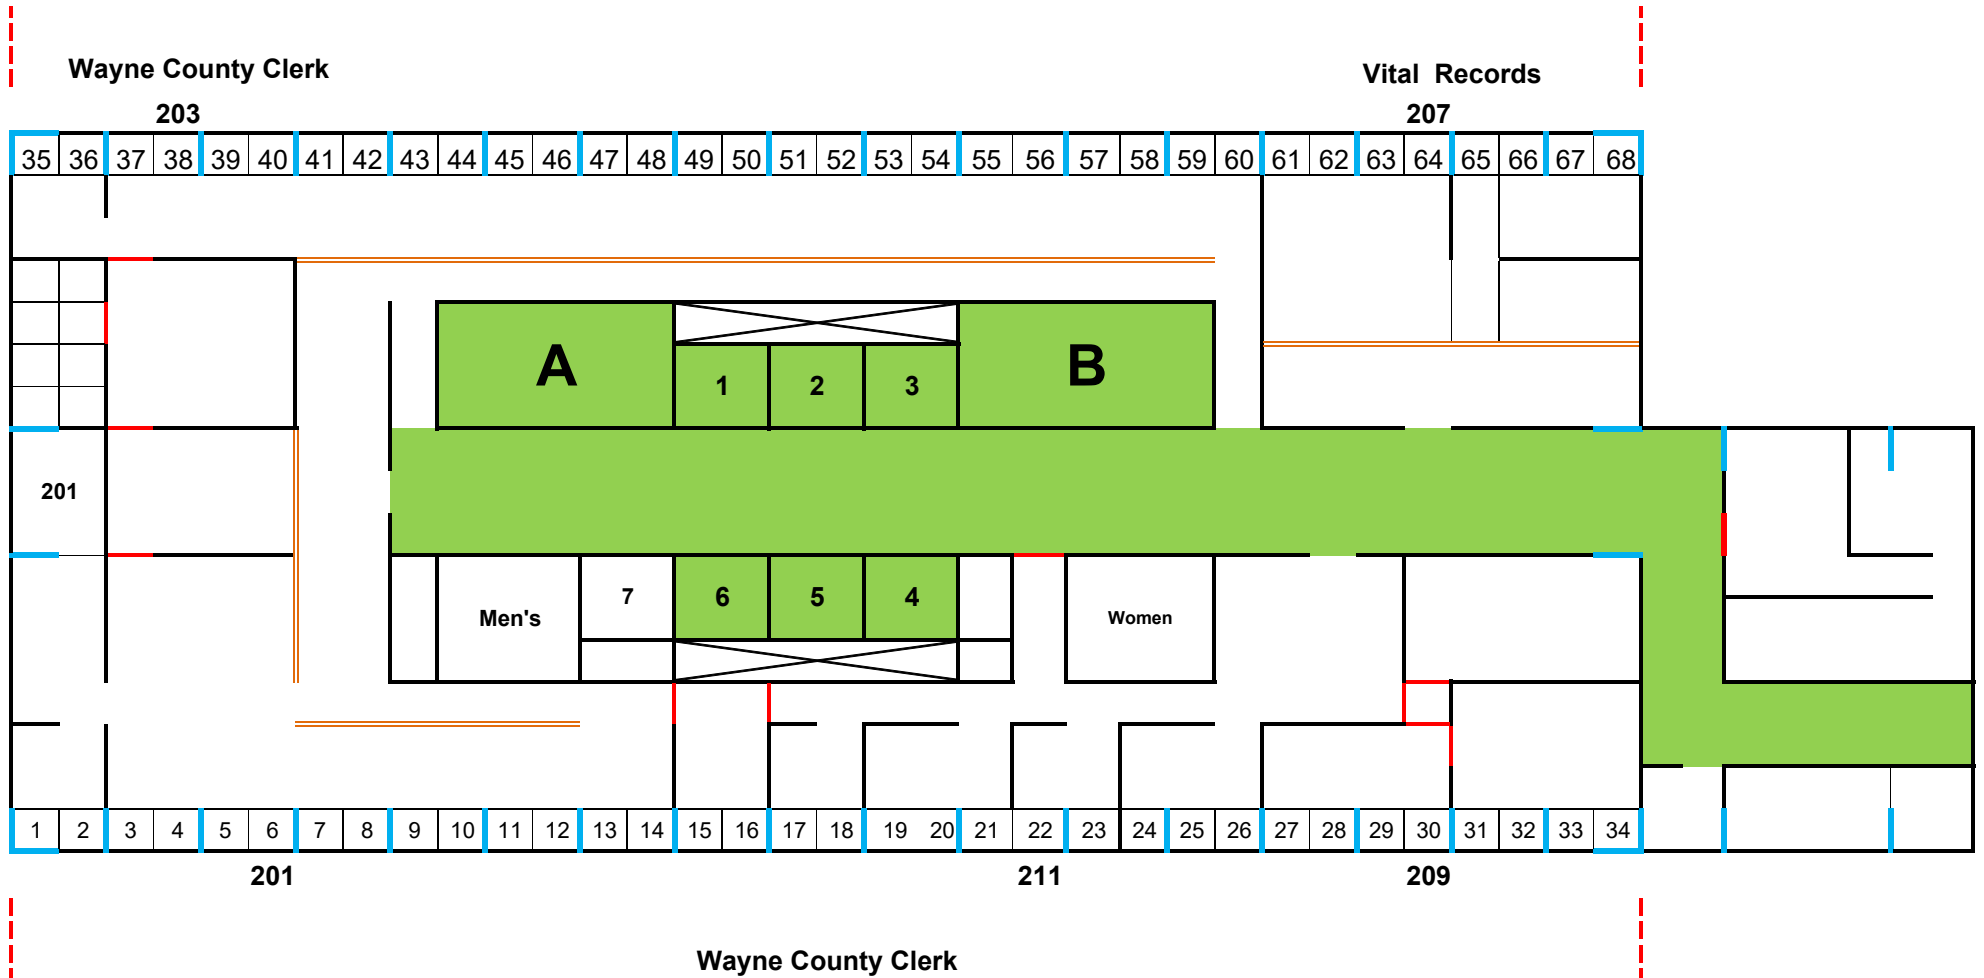 Wayne County Clerk
Vital  Records
203
207
35 36 37 38 39 40 41 42 43 44 45 46 47 48 49 50 51 52 53 54 55 56 57 58 59 60 61 62 63 64 65 66 67 68
A
B
1 2 3
201
7
6 5 4
Men's
Women
1 2 3 4 5 6 7 8 9 10 11 12 13 14 15 16 17 18 19 20 21 22 23 24 25 26 27 28 29 30 31 32 33 34
201
211
209
Wayne County Clerk